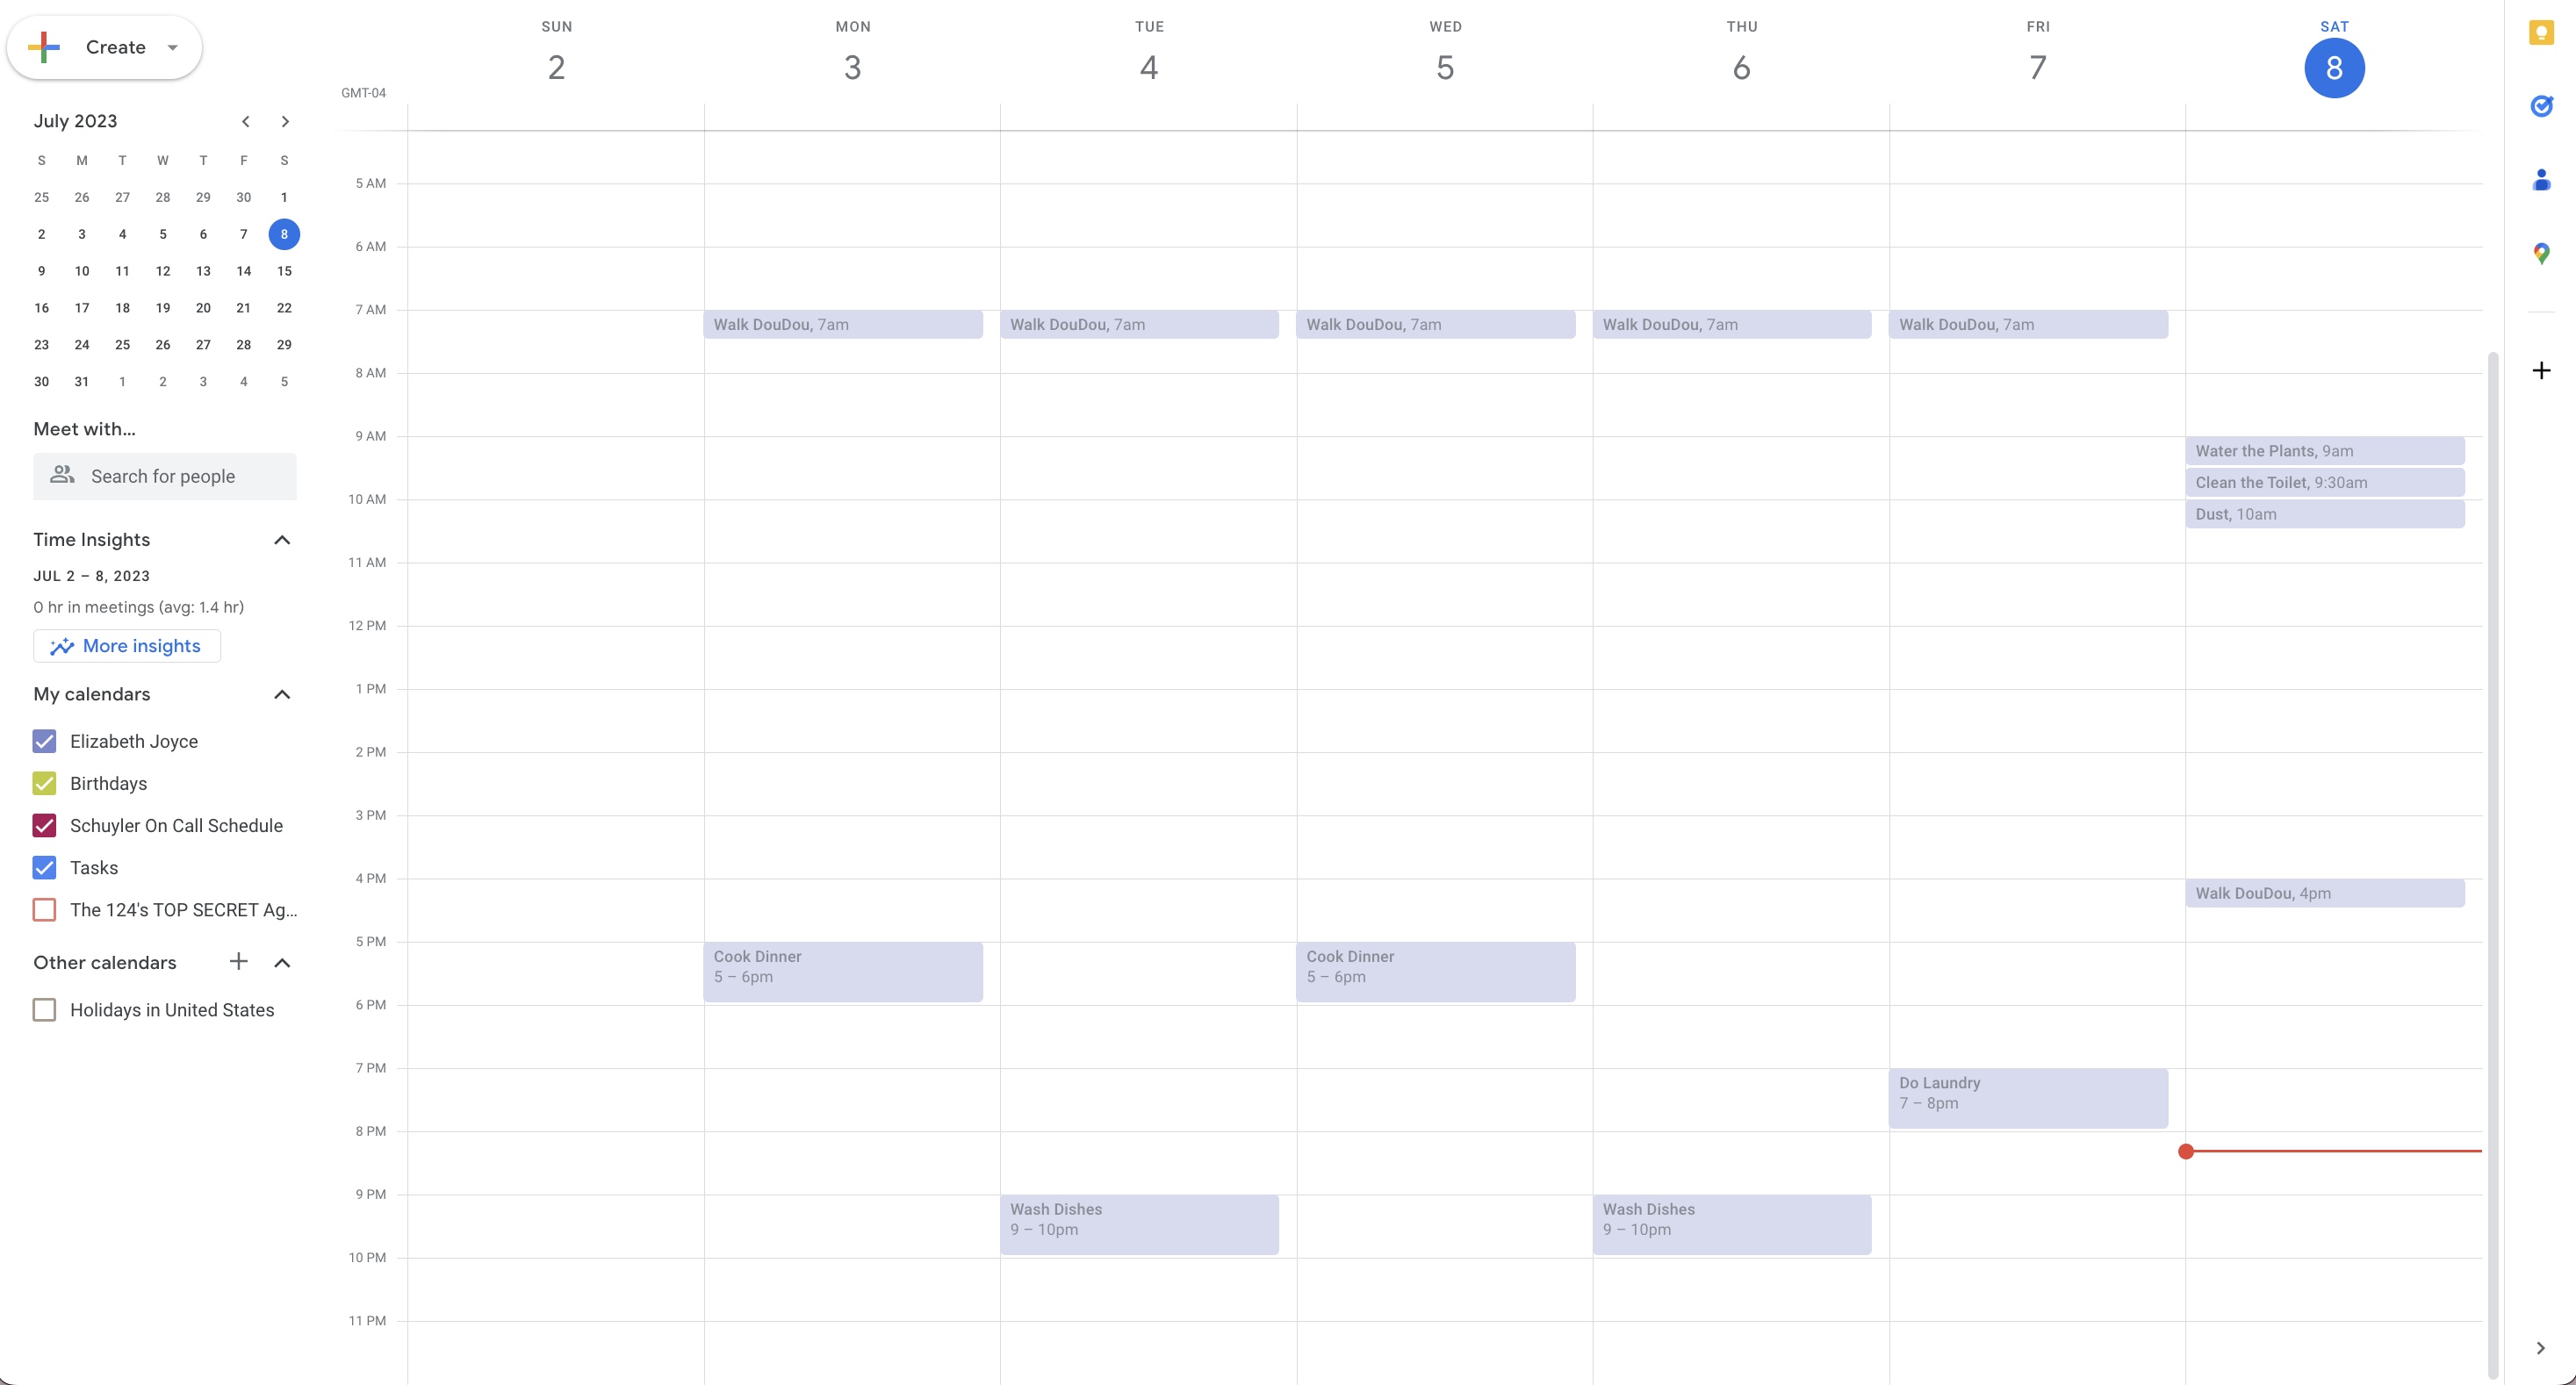 Create
July 2023
S M T W T F S
25 26 27 28 29 30 1
2 3 4 5 6 7 8
9 10 11 12 13 14 15
16 17 18 19 20 21 22
23 24 25 26 27 28 29
30 31 1 2 3 4 5
Meet with...
Search for people
Time Insights
JUL 2 – 8, 2023
0 hr in meetings (avg: 1.4 hr)
More insights
My calendars
Elizabeth Joyce
Birthdays
Schuyler On Call Schedule
Tasks
The 124's TOP SECRET Ag...
Other calendars
Holidays in United States
SUN MON TUE WED THU FRI SAT
2 3 4 5 6 7 8
GMT-04
5 AM
6 AM
7 AM
Walk DouDou, 7am
Walk DouDou, 7am
Walk DouDou, 7am
Walk DouDou, 7am
Walk DouDou, 7am
8 AM
9 AM
Water the Plants, 9am
Clean the Toilet, 9:30am
10 AM
Dust, 10am
11 AM
12 PM
1 PM
2 PM
3 PM
4 PM
Walk DouDou, 4pm
5 PM
Cook Dinner
5 – 6pm
Cook Dinner
5 – 6pm
6 PM
7 PM
Do Laundry
7 – 8pm
8 PM
9 PM
Wash Dishes
9 – 10pm
Wash Dishes
9 – 10pm
10 PM
11 PM